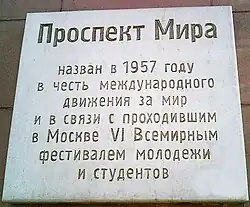 Проспект Мира
назван в 1957 году
в честь международного
движения за мир
и в связи с проходившим
в Москве VI Всемирным
фестивалем молодежи
и студентов